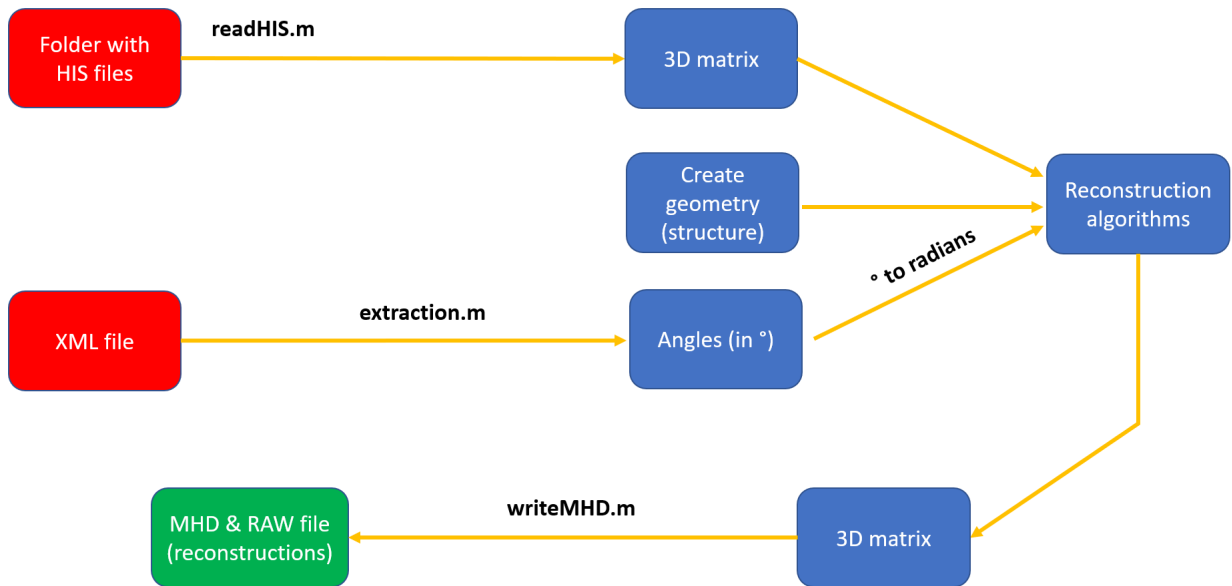 readHIS.m
Folder with
HIS files
3D matrix
Create
geometry
(structure)
Reconstruction
algorithms
° to radians
extraction.m
XML file
Angles (in °)
writeMHD.m
MHD & RAW file
(reconstructions)
3D matrix